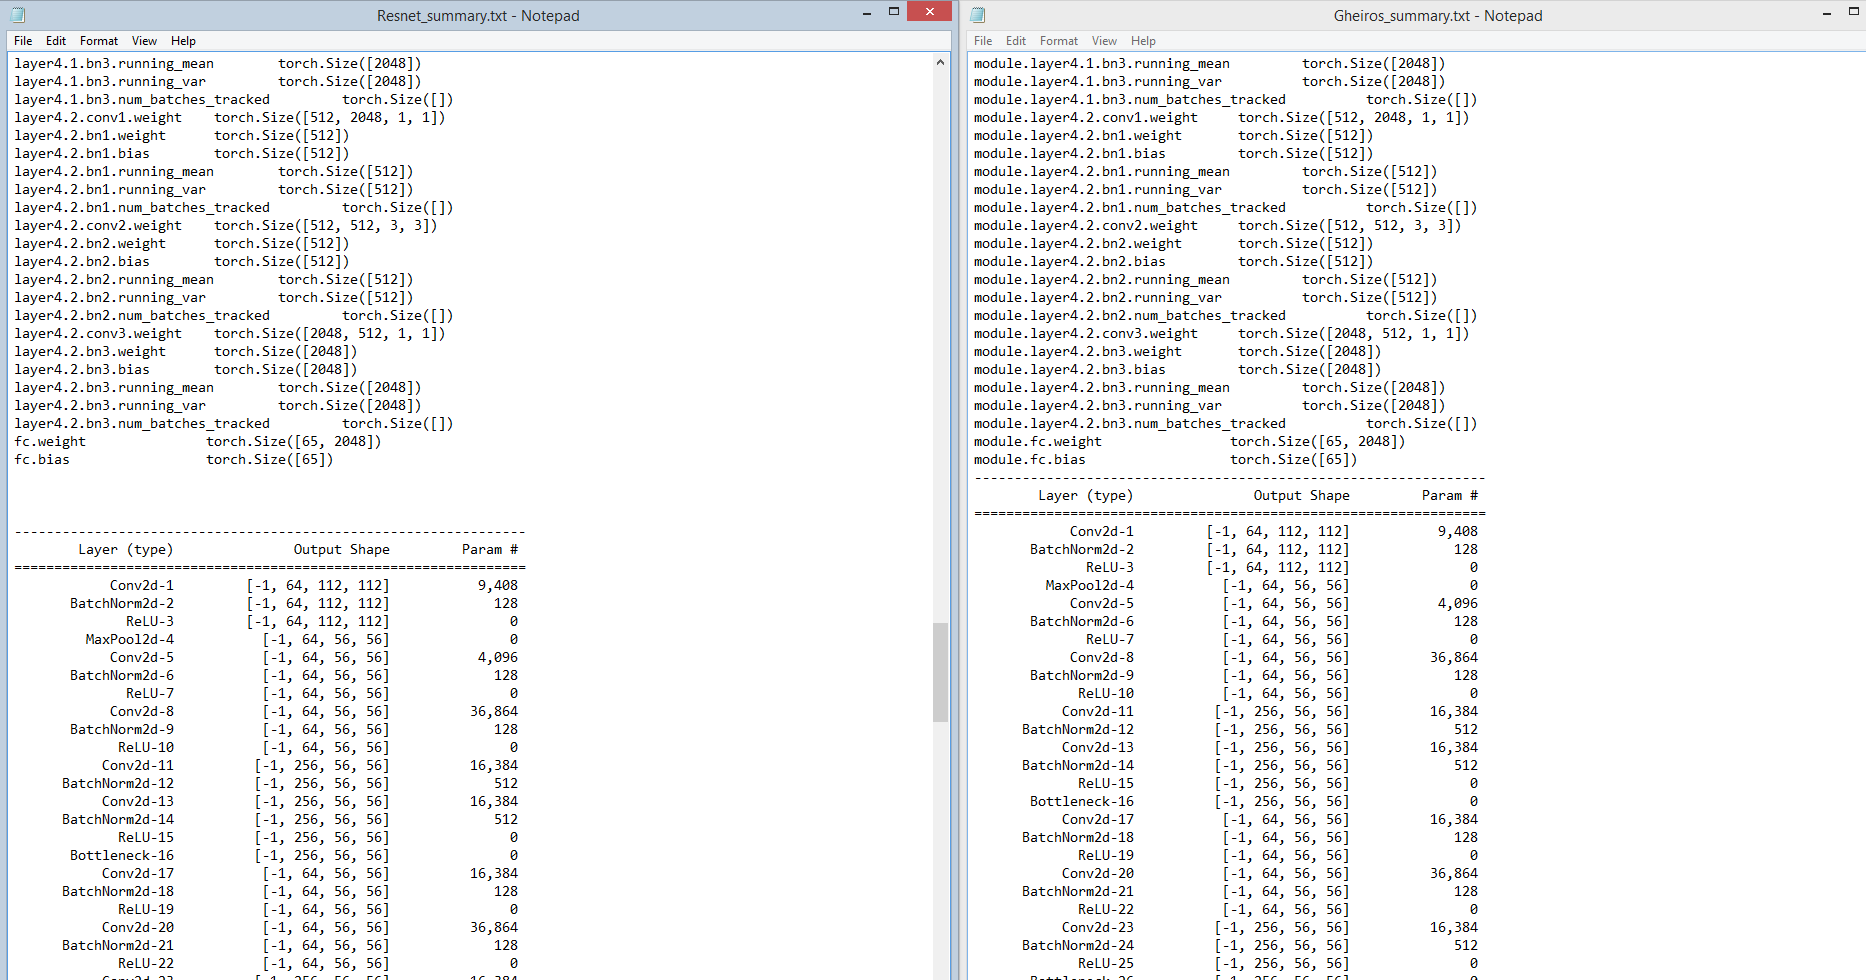 Resnet_summary.txt - Notepad
File Edit Format View Help
layer4.1.bn3.running_mean torch.Size([2048])
layer4.1.bn3.running_var torch.Size([2048])
layer4.1.bn3.num_batches_tracked torch.Size([])
layer4.2.conv1.weight torch.Size([512, 2048, 1, 1])
layer4.2.bn1.weight torch.Size([512])
layer4.2.bn1.bias torch.Size([512])
layer4.2.bn1.running_mean torch.Size([512])
layer4.2.bn1.running_var torch.Size([512])
layer4.2.bn1.num_batches_tracked torch.Size([])
layer4.2.conv2.weight torch.Size([512, 512, 3, 3])
layer4.2.bn2.weight torch.Size([512])
layer4.2.bn2.bias torch.Size([512])
layer4.2.bn2.running_mean torch.Size([512])
layer4.2.bn2.running_var torch.Size([512])
layer4.2.bn2.num_batches_tracked torch.Size([])
layer4.2.conv3.weight torch.Size([2048, 512, 1, 1])
layer4.2.bn3.weight torch.Size([2048])
layer4.2.bn3.bias torch.Size([2048])
layer4.2.bn3.running_mean torch.Size([2048])
layer4.2.bn3.running_var torch.Size([2048])
layer4.2.bn3.num_batches_tracked torch.Size([])
fc.weight torch.Size([65, 2048])
fc.bias torch.Size([65])
----------------------------------------------------------------
Layer (type) Output Shape Param #
================================================================
Conv2d-1 [-1, 64, 112, 112] 9,408
BatchNorm2d-2 [-1, 64, 112, 112] 128
ReLU-3 [-1, 64, 112, 112] 0
MaxPool2d-4 [-1, 64, 56, 56] 0
Conv2d-5 [-1, 64, 56, 56] 4,096
BatchNorm2d-6 [-1, 64, 56, 56] 128
ReLU-7 [-1, 64, 56, 56] 0
Conv2d-8 [-1, 64, 56, 56] 36,864
BatchNorm2d-9 [-1, 64, 56, 56] 128
ReLU-10 [-1, 64, 56, 56] 0
Conv2d-11 [-1, 256, 56, 56] 16,384
BatchNorm2d-12 [-1, 256, 56, 56] 512
Conv2d-13 [-1, 256, 56, 56] 16,384
BatchNorm2d-14 [-1, 256, 56, 56] 512
ReLU-15 [-1, 256, 56, 56] 0
Bottleneck-16 [-1, 256, 56, 56] 0
Conv2d-17 [-1, 64, 56, 56] 16,384
BatchNorm2d-18 [-1, 64, 56, 56] 128
ReLU-19 [-1, 64, 56, 56] 0
Conv2d-20 [-1, 64, 56, 56] 36,864
BatchNorm2d-21 [-1, 64, 56, 56] 128
ReLU-22 [-1, 64, 56, 56] 0
Conv2d-23 [-1, 256, 56, 56] 16,384
Gheiros_summary.txt - Notepad
File Edit Format View Help
module.layer4.1.bn3.running_mean torch.Size([2048])
module.layer4.1.bn3.running_var torch.Size([2048])
module.layer4.1.bn3.num_batches_tracked torch.Size([])
module.layer4.2.conv1.weight torch.Size([512, 2048, 1, 1])
module.layer4.2.bn1.weight torch.Size([512])
module.layer4.2.bn1.bias torch.Size([512])
module.layer4.2.bn1.running_mean torch.Size([512])
module.layer4.2.bn1.running_var torch.Size([512])
module.layer4.2.bn1.num_batches_tracked torch.Size([])
module.layer4.2.conv2.weight torch.Size([512, 512, 3, 3])
module.layer4.2.bn2.weight torch.Size([512])
module.layer4.2.bn2.bias torch.Size([512])
module.layer4.2.bn2.running_mean torch.Size([512])
module.layer4.2.bn2.running_var torch.Size([512])
module.layer4.2.bn2.num_batches_tracked torch.Size([])
module.layer4.2.conv3.weight torch.Size([2048, 512, 1, 1])
module.layer4.2.bn3.weight torch.Size([2048])
module.layer4.2.bn3.bias torch.Size([2048])
module.layer4.2.bn3.running_mean torch.Size([2048])
module.layer4.2.bn3.running_var torch.Size([2048])
module.layer4.2.bn3.num_batches_tracked torch.Size([])
module.fc.weight torch.Size([65, 2048])
module.fc.bias torch.Size([65])
----------------------------------------------------------------
Layer (type) Output Shape Param #
================================================================
Conv2d-1 [-1, 64, 112, 112] 9,408
BatchNorm2d-2 [-1, 64, 112, 112] 128
ReLU-3 [-1, 64, 112, 112] 0
MaxPool2d-4 [-1, 64, 56, 56] 0
Conv2d-5 [-1, 64, 56, 56] 4,096
BatchNorm2d-6 [-1, 64, 56, 56] 128
ReLU-7 [-1, 64, 56, 56] 0
Conv2d-8 [-1, 64, 56, 56] 36,864
BatchNorm2d-9 [-1, 64, 56, 56] 128
ReLU-10 [-1, 64, 56, 56] 0
Conv2d-11 [-1, 256, 56, 56] 16,384
BatchNorm2d-12 [-1, 256, 56, 56] 512
Conv2d-13 [-1, 256, 56, 56] 16,384
BatchNorm2d-14 [-1, 256, 56, 56] 512
ReLU-15 [-1, 256, 56, 56] 0
Bottleneck-16 [-1, 256, 56, 56] 0
Conv2d-17 [-1, 64, 56, 56] 16,384
BatchNorm2d-18 [-1, 64, 56, 56] 128
ReLU-19 [-1, 64, 56, 56] 0
Conv2d-20 [-1, 64, 56, 56] 36,864
BatchNorm2d-21 [-1, 64, 56, 56] 128
ReLU-22 [-1, 64, 56, 56] 0
Conv2d-23 [-1, 256, 56, 56] 16,384
BatchNorm2d-24 [-1, 256, 56, 56] 512
ReLU-25 [-1, 256, 56, 56] 0
Bottleneck-26 [-1, 256, 56, 56] 0